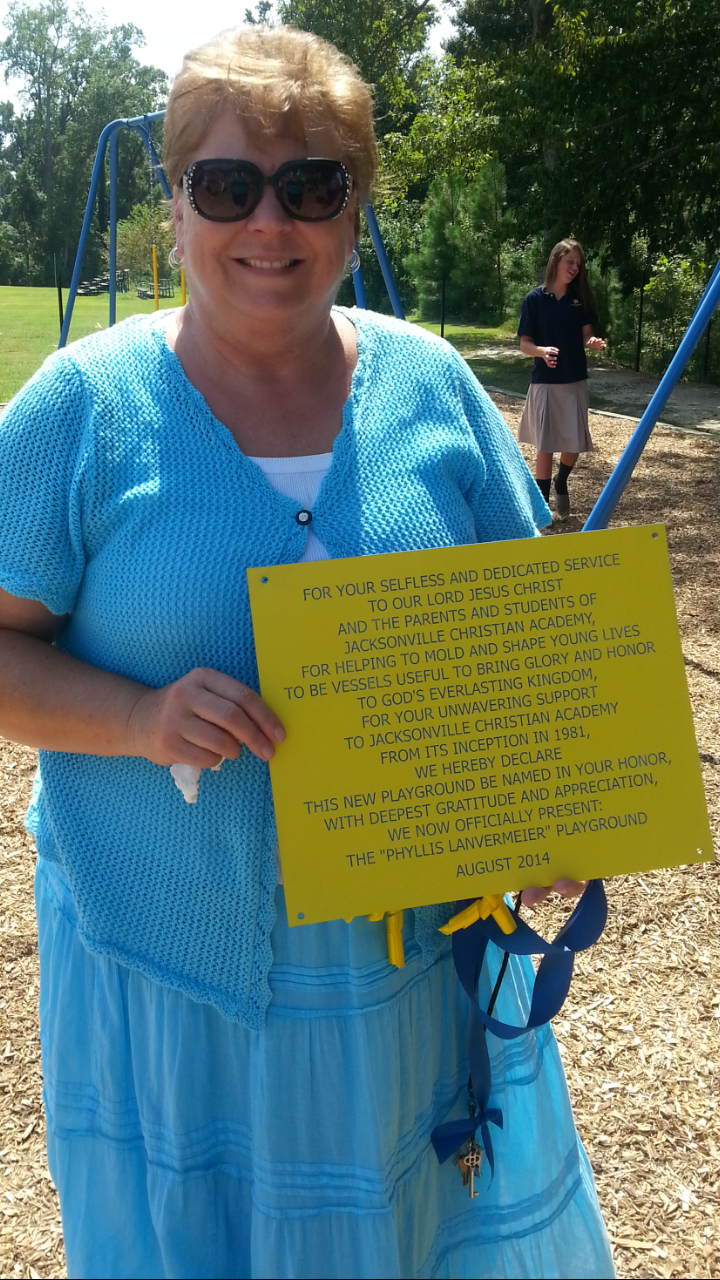 FOR YOUR SELFLESS AND DEDICATED SERVICE
TO OUR LORD JESUS CHRIST
AND THE PARENTS AND STUDENTS OF
JACKSONVILLE CHRISTIAN ACADEMY,
FOR HELPING TO MOLD AND SHAPE YOUNG LIVES
TO BE VESSELS USEFUL TO BRING GLORY AND HONOR
TO GOD'S EVERLASTING KINGDOM,
FOR YOUR UNWAVERING SUPPORT
TO JACKSONVILLE CHRISTIAN ACADEMY
FROM ITS INCEPTION IN 1981,
WE HEREBY DECLARE
THIS NEW PLAYGROUND BE NAMED IN YOUR HONOR,
WITH DEEPEST GRATITUDE AND APPRECIATION,
WE NOW OFFICIALLY PRESENT:
THE "PHYLLIS LANVERMEIER" PLAYGROUND
AUGUST 2014